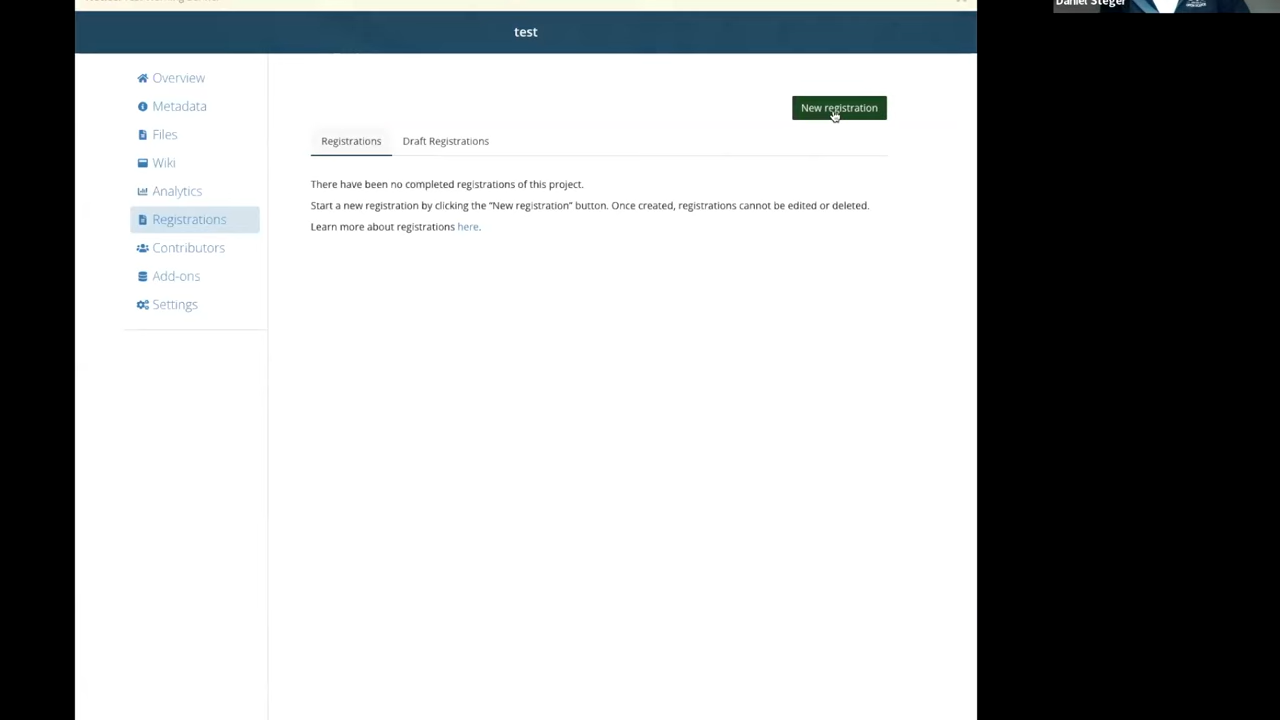 Daniel Steger
test
Overview
Metadata
Files
Wiki
Analytics
Registrations
Contributors
Add-ons
Settings
New registration
Registrations
Draft Registrations
There have been no completed registrations of this project.
Start a new registration by clicking the “New registration” button. Once created, registrations cannot be edited or deleted.
Learn more about registrations here.